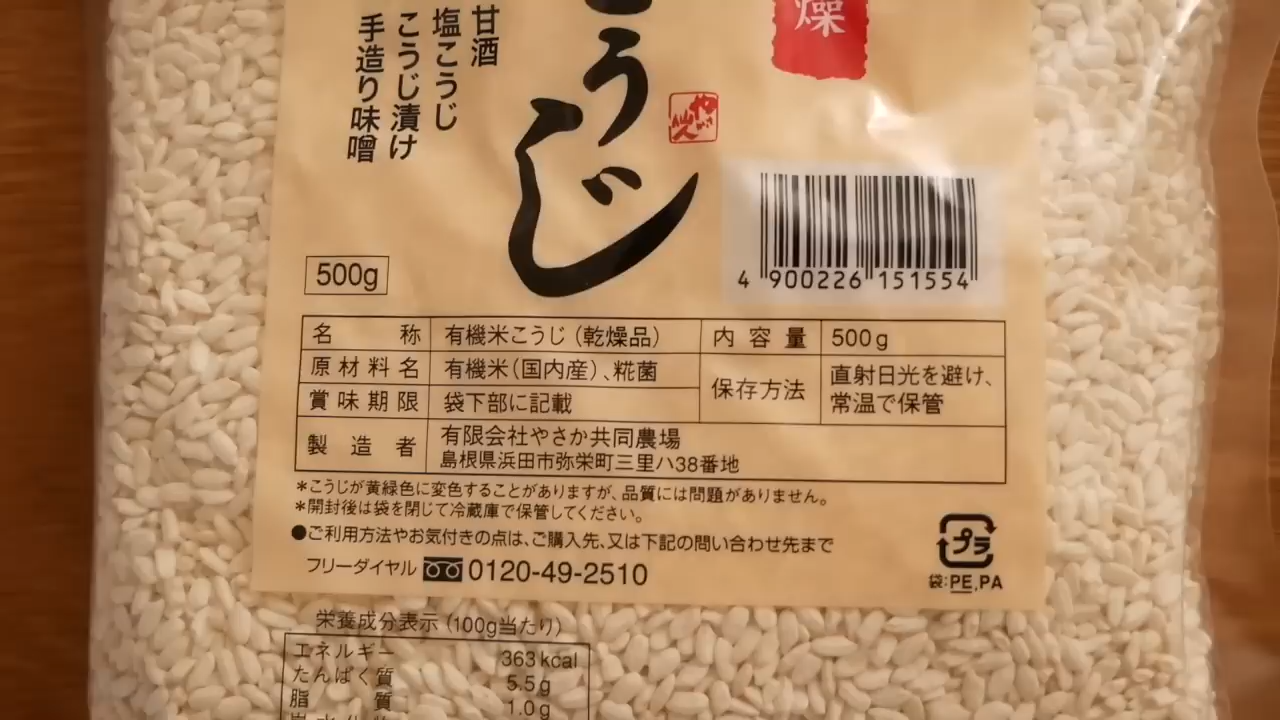 こうじ
燥
甘酒
塩こうじ
こうじ漬け
手造り味噌
500g
4 900226 151554
名称 有機米こうじ（乾燥品） 内容量 500g
原材料名 有機米（国内産）、糀菌
賞味期限 袋下部に記載
保存方法 直射日光を避け、
常温で保管
製造者 有限会社やさか共同農場
島根県浜田市弥栄町三里ハ38番地
＊こうじが黄緑色に変色することがありますが、品質には問題がありません。
＊開封後は袋を閉じて冷蔵庫で保管してください。
●ご利用方法やお気付きの点は、ご購入先、又は下記の問い合わせ先まで
フリーダイヤル 0120-49-2510
プラ
袋：PE,PA
栄養成分表示（100g当たり）
エネルギー 363kcal
たんぱく質 5.5g
脂質 1.0g